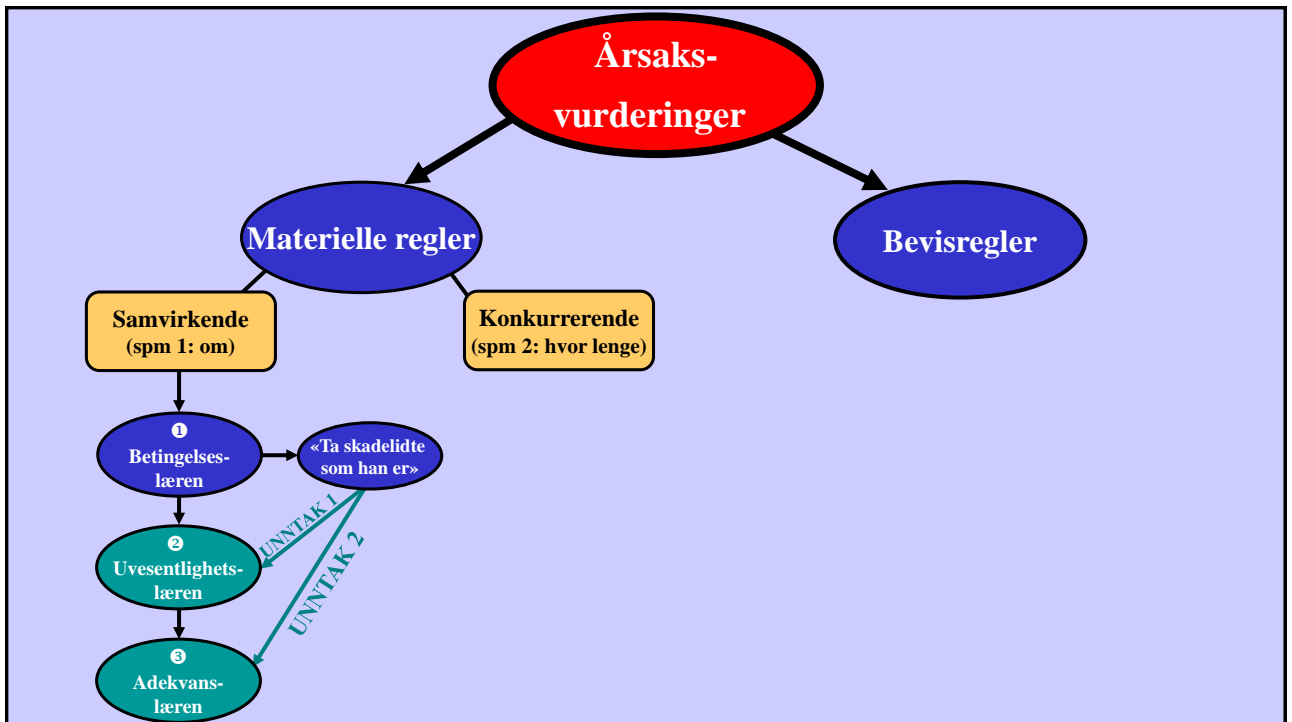 Årsaks-
vurderinger
Materielle regler
Bevisregler
Samvirkende
(spm 1: om)
Konkurrerende
(spm 2: hvor lenge)
❶
Betingelses-
læren
«Ta skadelidte
som han er»
UNNTAK 1
UNNTAK 2
❷
Uvesentlighets-
læren
❸
Adekvans-
læren